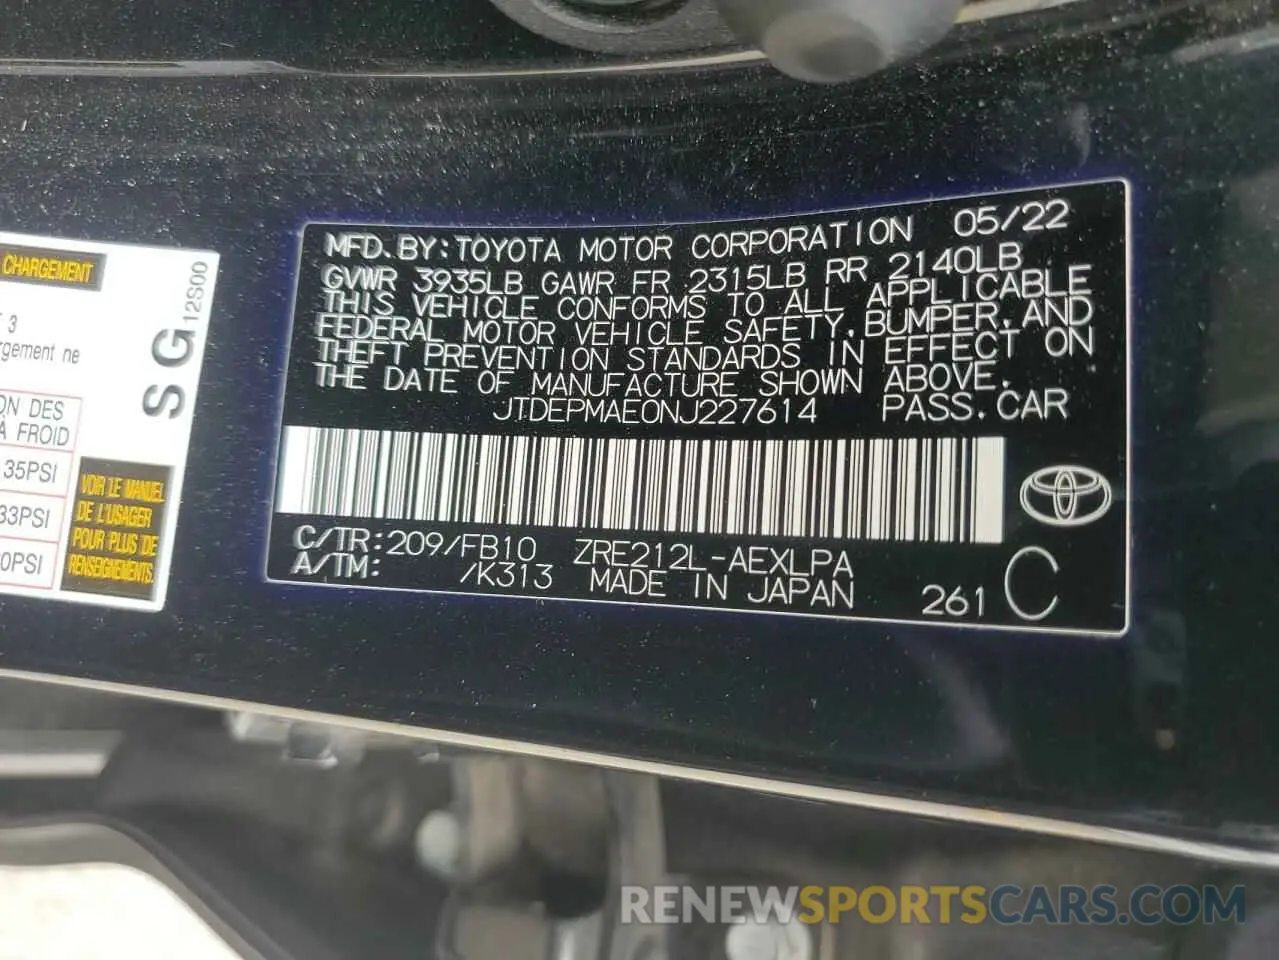 CHARGEMENT
3
rgement ne
SG 12S00
ON DES
A FROID
35PSI
33PSI
0PSI
VOIR LE MANUEL
DE L'USAGER
POUR PLUS DE
RENSEIGNEMENTS.
MFD.BY:TOYOTA MOTOR CORPORATION 05/22
GVWR 3935LB GAWR FR 2315LB RR 2140LB
THIS VEHICLE CONFORMS TO ALL APPLICABLE
FEDERAL MOTOR VEHICLE SAFETY,BUMPER,AND
THEFT PREVENTION STANDARDS IN EFFECT ON
THE DATE OF MANUFACTURE SHOWN ABOVE.
JTDEPMAE0NJ227614 PASS.CAR
C/TR:209/FB10 ZRE212L-AEXLPA
A/TM: /K313 MADE IN JAPAN 261 C
RENEWSPORTSCARS.COM